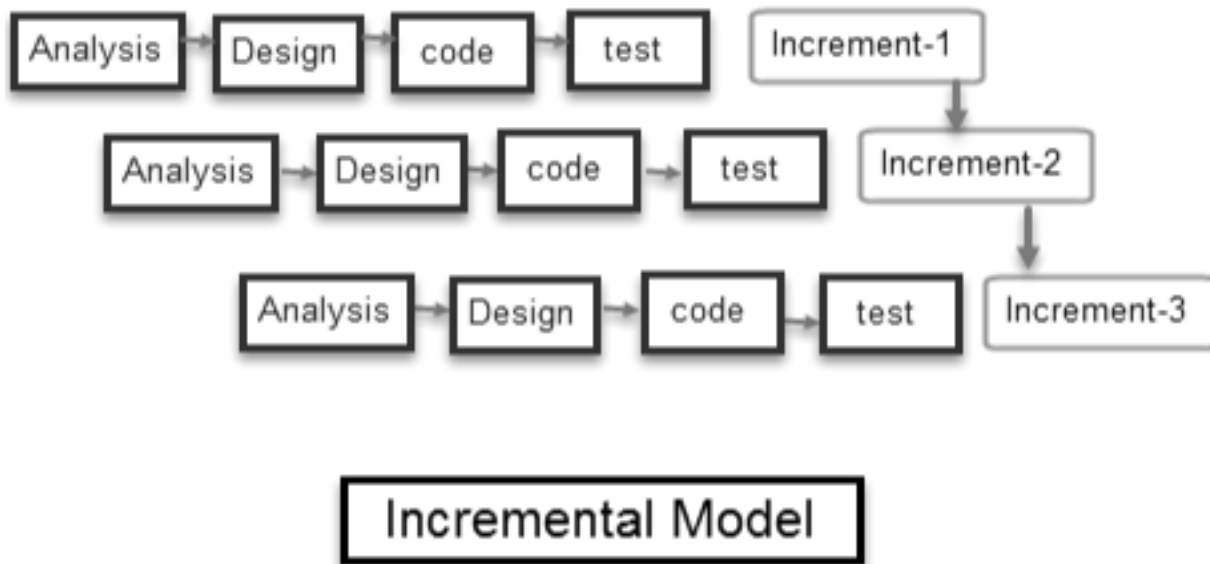 Analysis Design code test Increment-1
Analysis Design code test Increment-2
Analysis Design code test Increment-3
Incremental Model